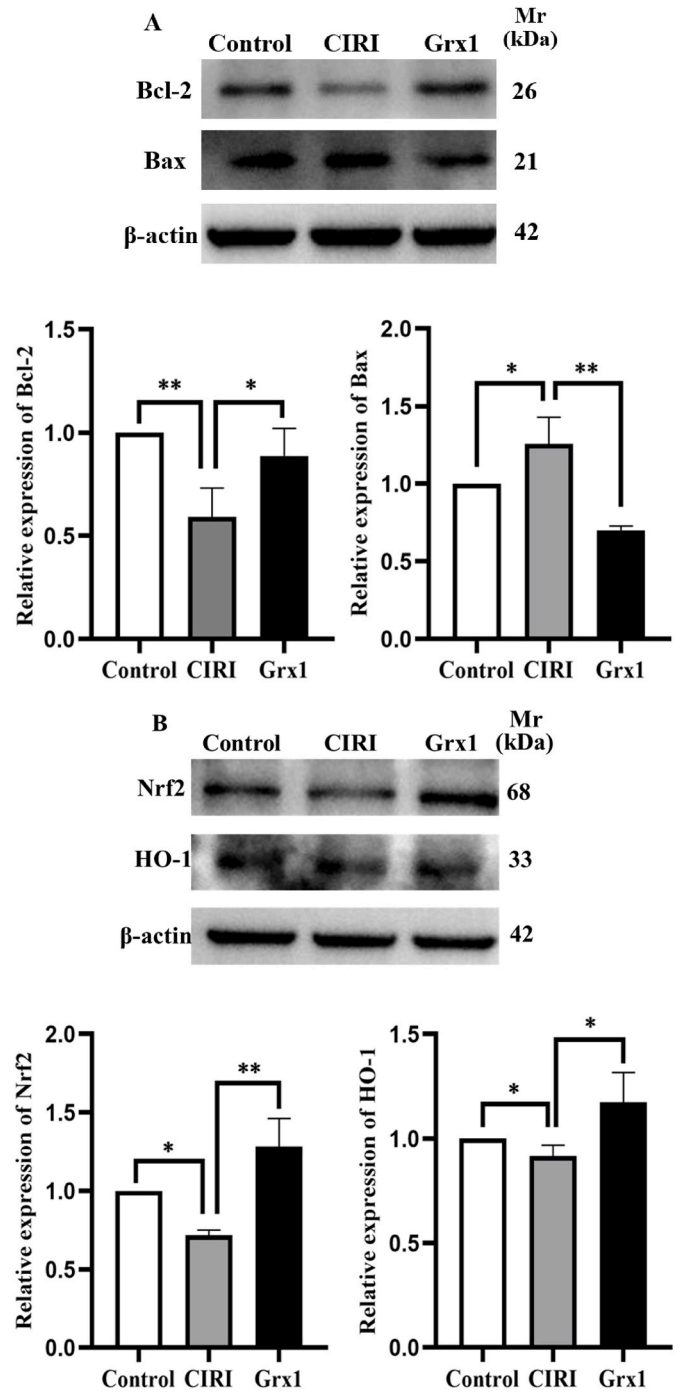 A
Mr
(kDa)
Control CIRI Grx1
Bcl-2 26
Bax 21
β-actin 42
Relative expression of Bcl-2
1.5
1.0
0.5
0.0
** *
Control CIRI Grx1
Relative expression of Bax
2.0
1.5
1.0
0.5
0.0
* **
Control CIRI Grx1
B
Mr
(kDa)
Control CIRI Grx1
Nrf2 68
HO-1 33
β-actin 42
Relative expression of Nrf2
2.0
1.5
1.0
0.5
0.0
* **
Control CIRI Grx1
Relative expression of HO-1
1.5
1.0
0.5
0.0
* *
Control CIRI Grx1